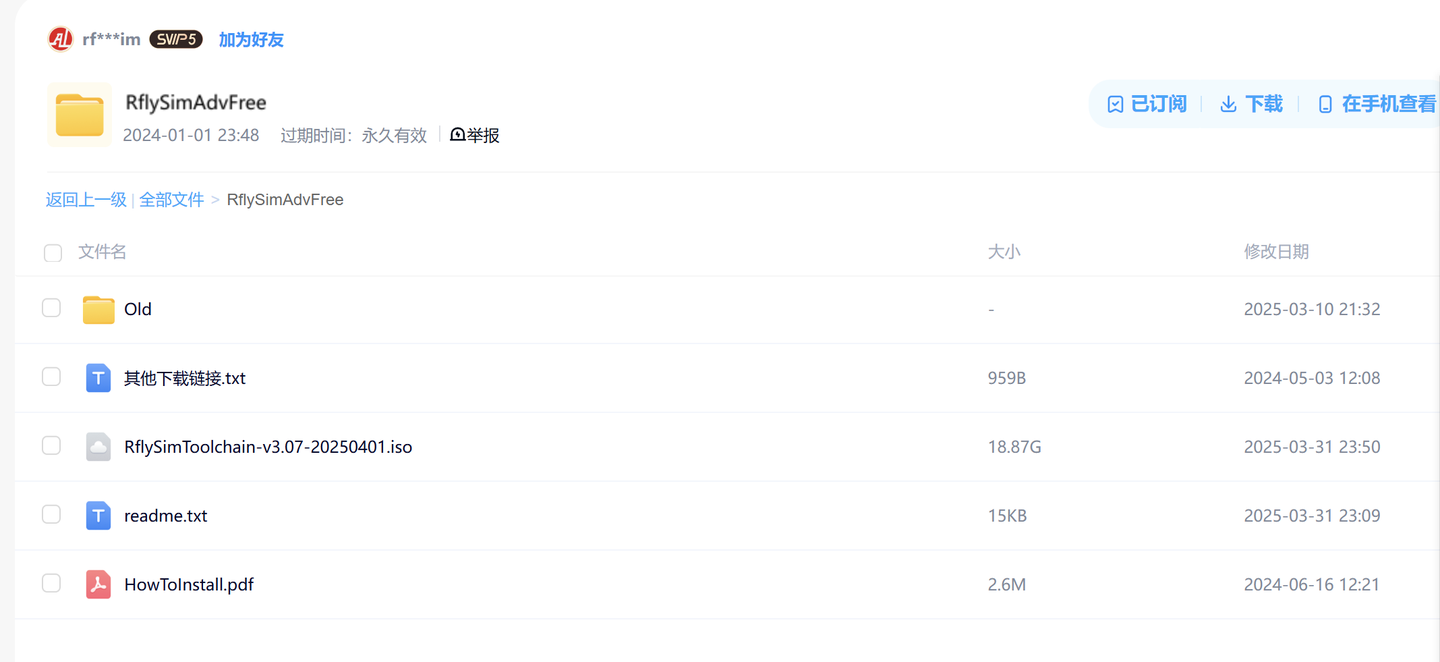 rf***im SVIP5 加为好友
RflySimAdvFree
已订阅 下载 在手机查看
2024-01-01 23:48 过期时间：永久有效 举报
返回上一级 | 全部文件 > RflySimAdvFree
文件名 大小 修改日期
Old - 2025-03-10 21:32
其他下载链接.txt 959B 2024-05-03 12:08
RflySimToolchain-v3.07-20250401.iso 18.87G 2025-03-31 23:50
readme.txt 15KB 2025-03-31 23:09
HowToInstall.pdf 2.6M 2024-06-16 12:21